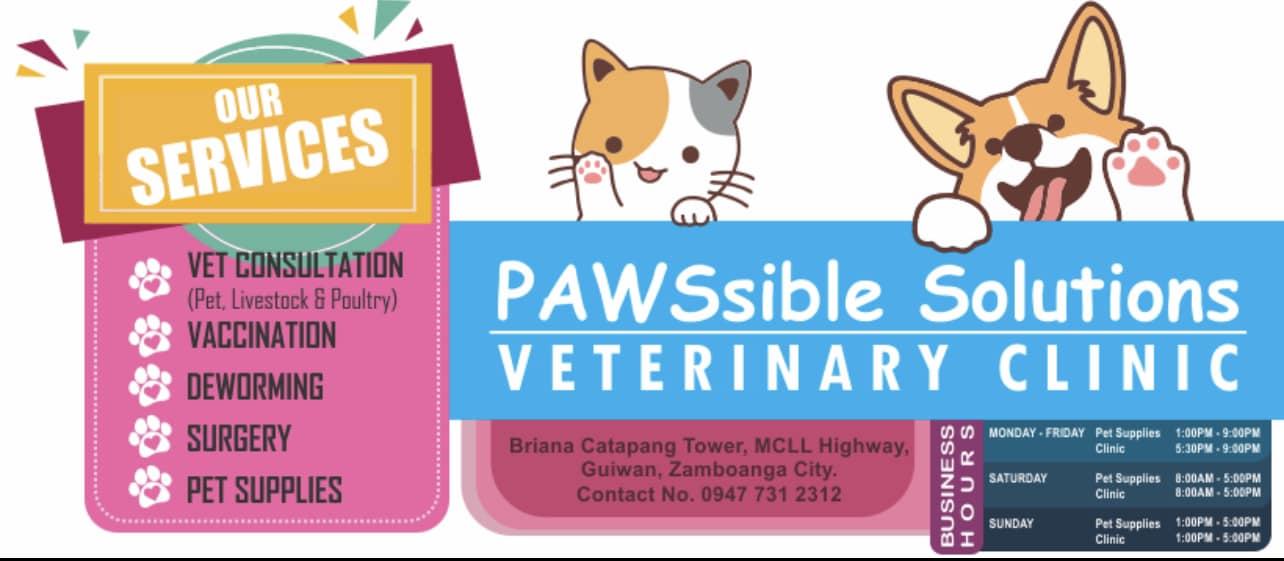 OUR
SERVICES
VET CONSULTATION
(Pet, Livestock & Poultry)
VACCINATION
DEWORMING
SURGERY
PET SUPPLIES
PAWSsible Solutions
VETERINARY CLINIC
Briana Catapang Tower, MCLL Highway,
Guiwan, Zamboanga City.
Contact No. 0947 731 2312
BUSINESS
HOURS
MONDAY - FRIDAY Pet Supplies 1:00PM - 9:00PM
Clinic 5:30PM - 9:00PM
SATURDAY Pet Supplies 8:00AM - 5:00PM
Clinic 8:00AM - 5:00PM
SUNDAY Pet Supplies 1:00PM - 5:00PM
Clinic 1:00PM - 5:00PM